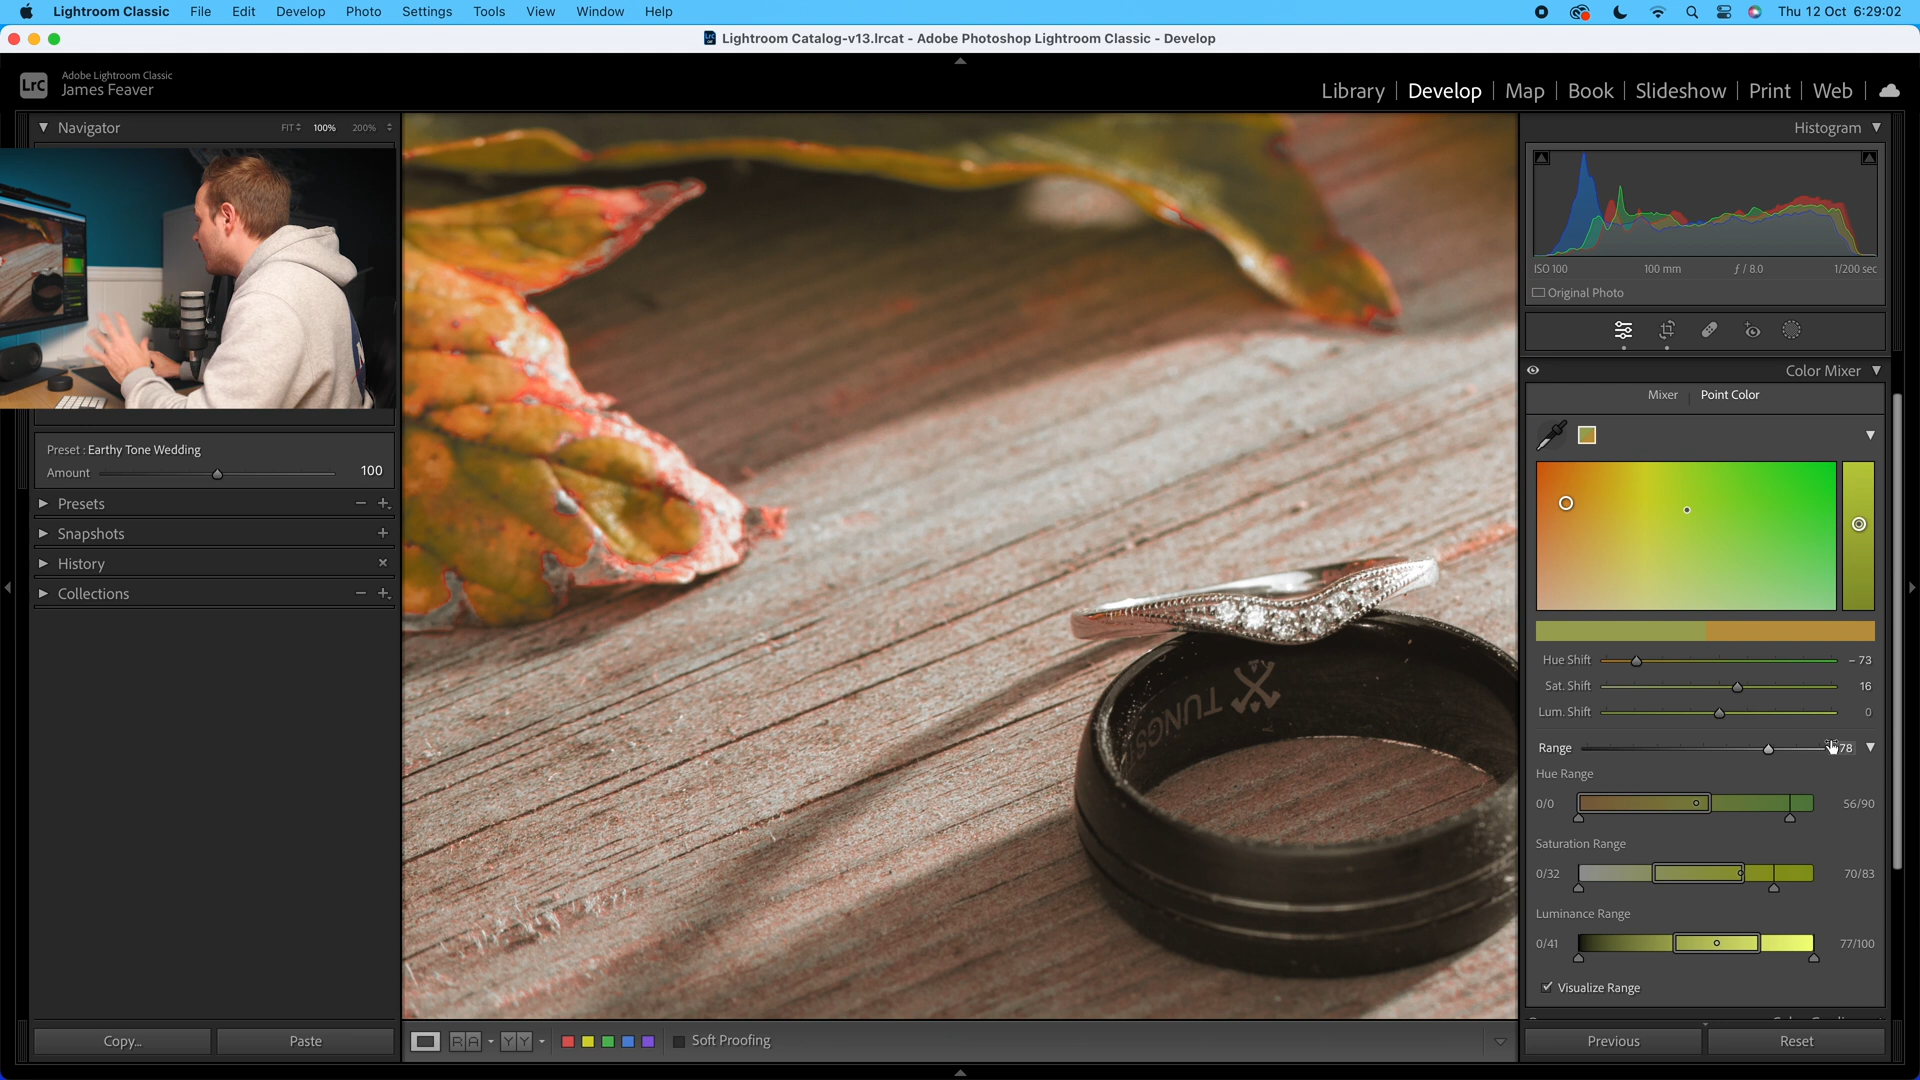 Lightroom Classic File Edit Develop Photo Settings Tools View Window Help Thu 12 Oct 6:29:02
Lightroom Catalog-v13.lrcat - Adobe Photoshop Lightroom Classic - Develop
LrC Adobe Lightroom Classic
James Feaver
Library Develop Map Book Slideshow Print Web
Navigator FIT 100% 200%
Histogram
ISO 100 100 mm ƒ / 8.0 1/200 sec
Original Photo
Color Mixer
Mixer Point Color
Preset : Earthy Tone Wedding
Amount 100
Presets
Snapshots
History
Collections
Hue Shift - 73
Sat. Shift 16
Lum. Shift 0
Range 78
Hue Range
0/0 56/90
Saturation Range
0/32 70/83
Luminance Range
0/41 77/100
Visualize Range
TUNGS
Copy... Paste
R A Y Y Soft Proofing
Previous Reset